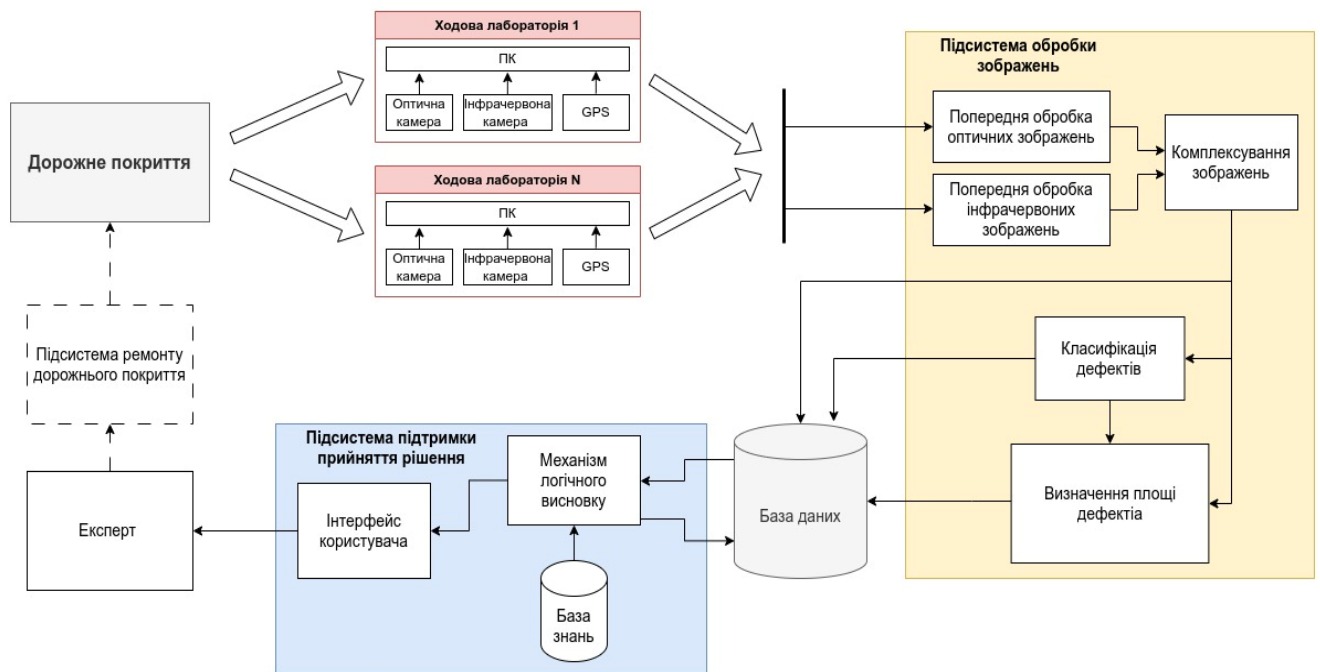 Ходова лабораторія 1
ПК
Оптична
камера
Інфрачервона
камера
GPS
Дорожне покриття
Ходова лабораторія N
ПК
Оптична
камера
Інфрачервона
камера
GPS
Підсистема обробки
зображень
Попередня обробка
оптичних зображень
Комплексування
зображень
Попередня обробка
інфрачервоних
зображень
Класифікація
дефектів
Визначення площі
дефектіа
База даних
Підсистема підтримки
прийняття рішення
Механізм
логічного
висновку
Інтерфейс
користувача
База
знань
Експерт
Підсистема ремонту
дорожнього покриття